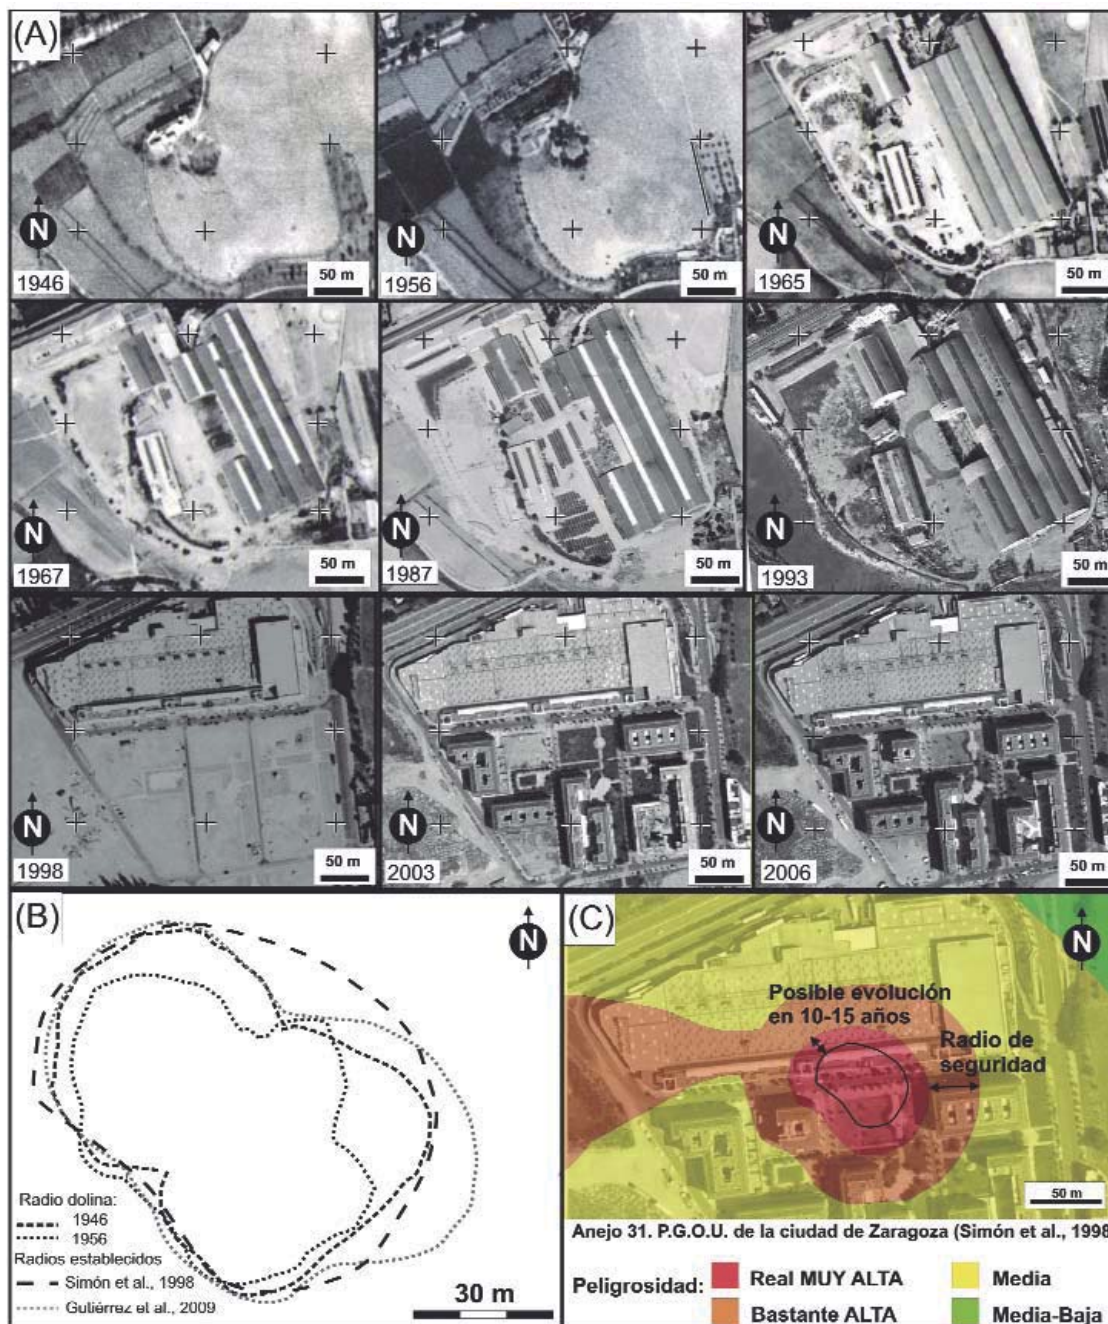 (A)
N
1946
50 m
N
1956
50 m
N
1965
50 m
N
1967
50 m
N
1987
50 m
N
1993
50 m
N
1998
50 m
N
2003
50 m
N
2006
50 m
(B)
N
Radio dolina:
1946
1956
Radios establecidos
Simón et al., 1998
Gutiérrez et al., 2009
30 m
(C)
N
Posible evolución
en 10-15 años
Radio de
seguridad
50 m
Anejo 31. P.G.O.U. de la ciudad de Zaragoza (Simón et al., 1998
Peligrosidad:
Real MUY ALTA
Media
Bastante ALTA
Media-Baja